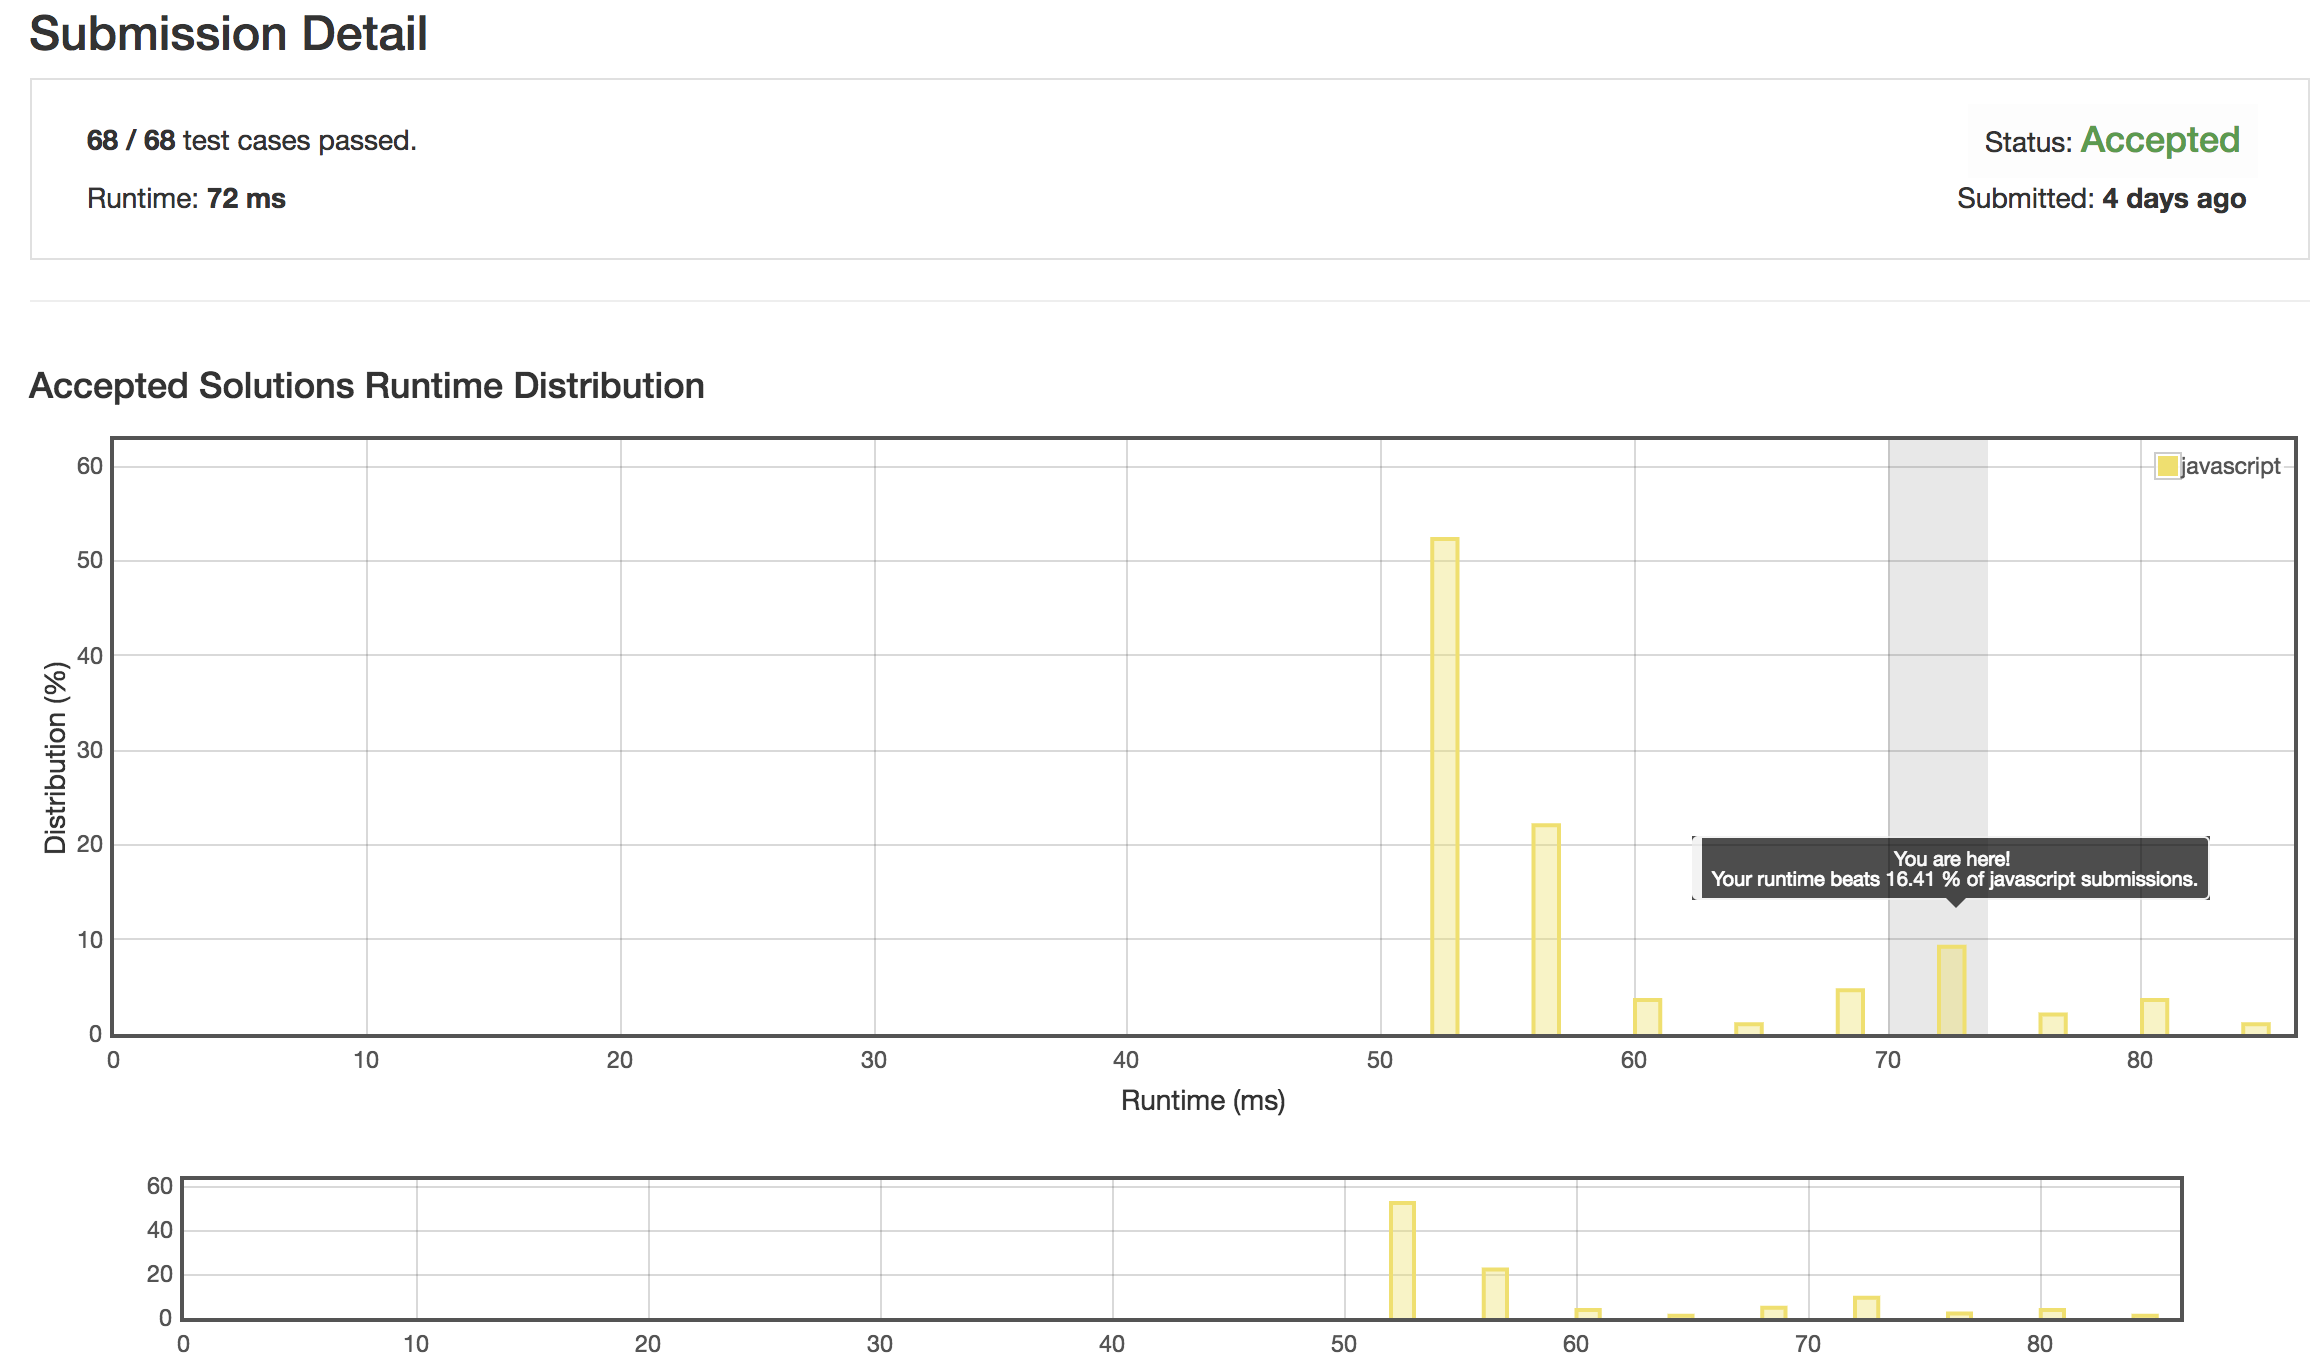 Submission Detail
68 / 68 test cases passed.
Status: Accepted
Runtime: 72 ms
Submitted: 4 days ago
Accepted Solutions Runtime Distribution
javascript
60
50
40
30
20
10
0
Distribution (%)
You are here!
Your runtime beats 16.41 % of javascript submissions.
0 10 20 30 40 50 60 70 80
Runtime (ms)
60
40
20
0
0 10 20 30 40 50 60 70 80